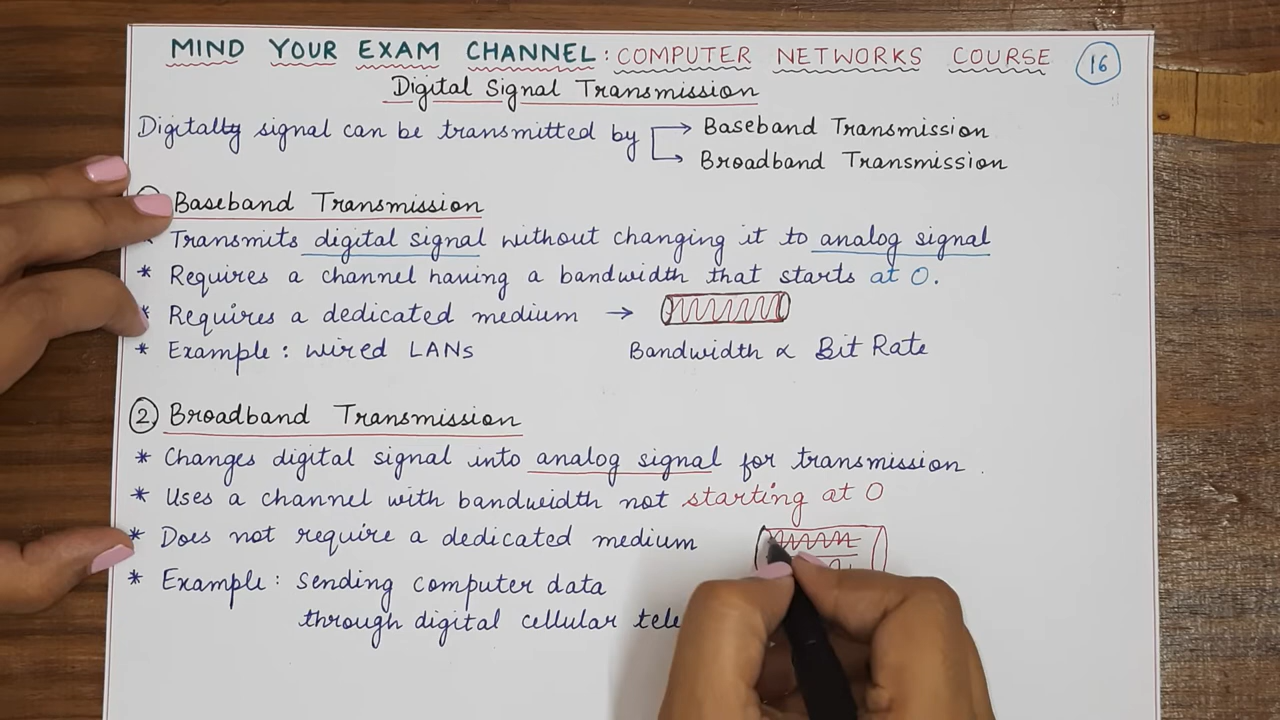 MIND YOUR EXAM CHANNEL: COMPUTER NETWORKS COURSE 16
Digital Signal Transmission
Digitally signal can be transmitted by → Baseband Transmission
→ Broadband Transmission
Baseband Transmission
* Transmits digital signal without changing it to analog signal
* Requires a channel having a bandwidth that starts at 0.
* Requires a dedicated medium →
* Example: wired LANs Bandwidth ∝ Bit Rate
2 Broadband Transmission
* Changes digital signal into analog signal for transmission.
* Uses a channel with bandwidth not starting at 0
* Does not require a dedicated medium
* Example: sending computer data
through digital cellular